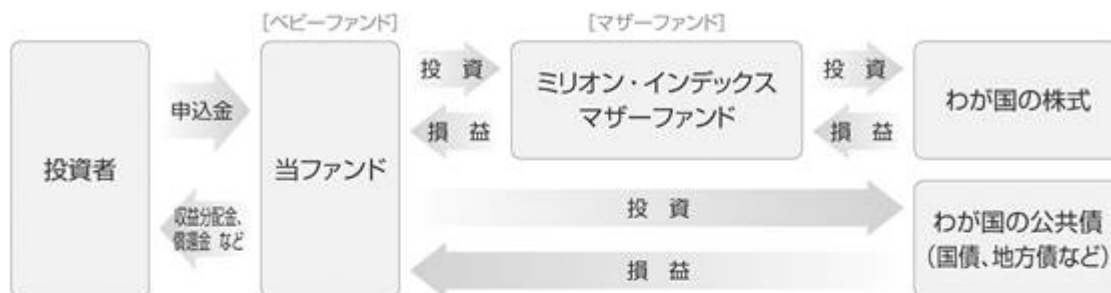 [ベビーファンド]
[マザーファンド]
投資者
申込金
収益分配金、
償還金 など
当ファンド
投 資
損 益
ミリオン・インデックス
マザーファンド
投 資
損 益
わが国の株式
投 資
損 益
わが国の公共債
(国債、地方債など)